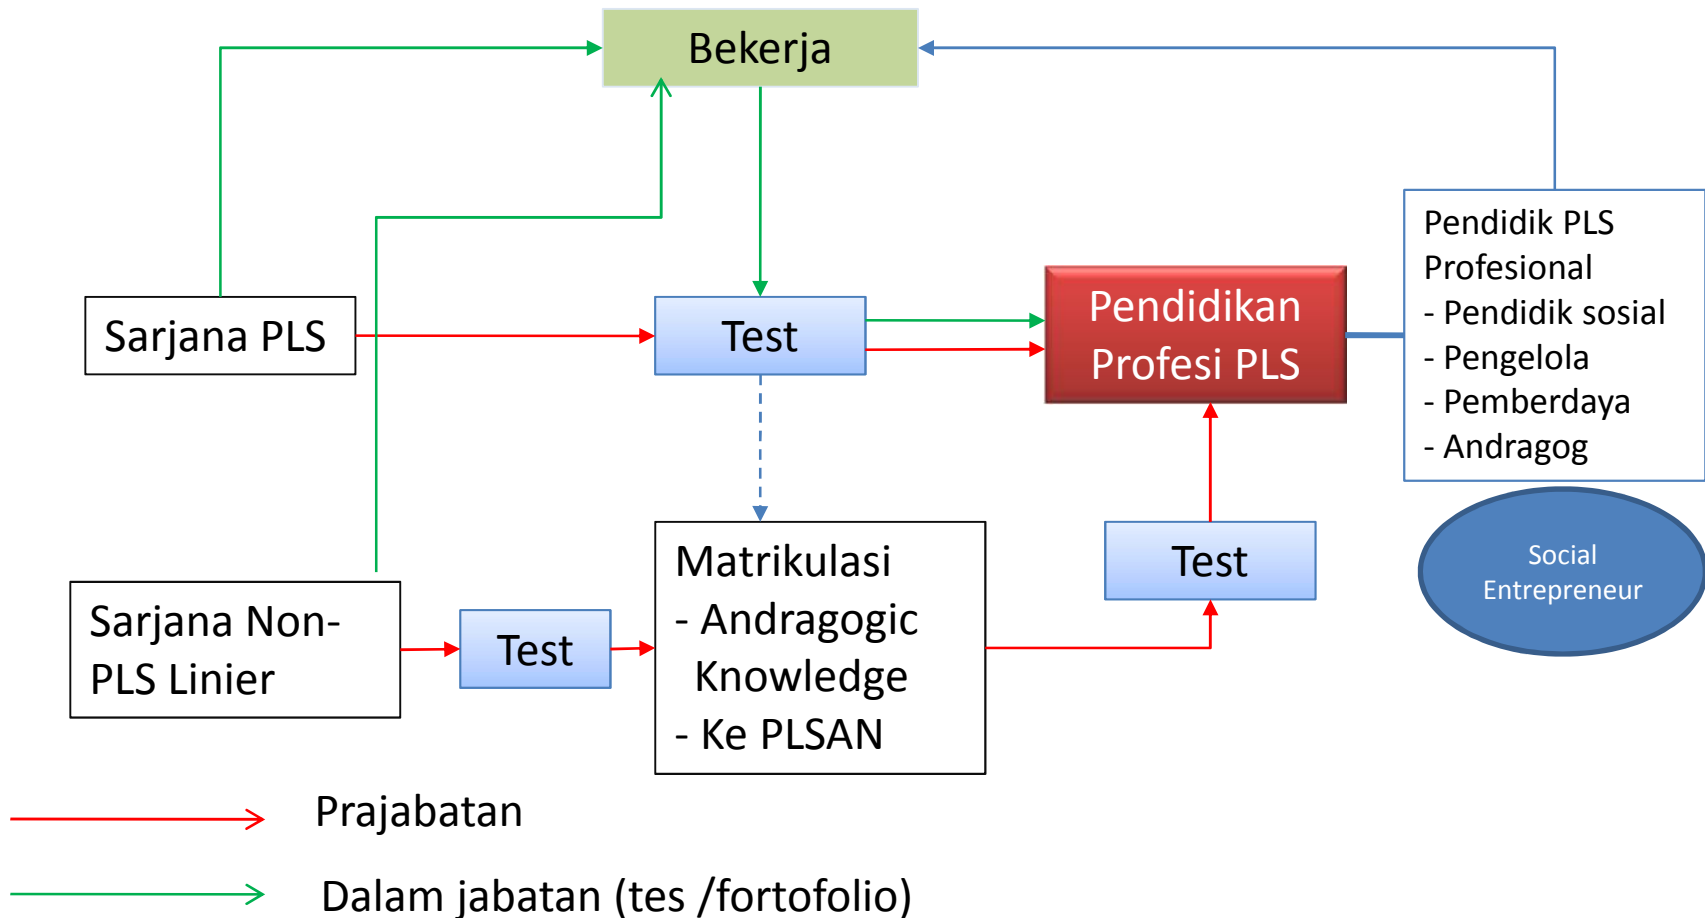 Bekerja
Pendidik PLS
Profesional
- Pendidik sosial
- Pengelola
- Pemberdaya
- Andragog
Sarjana PLS
Test
Pendidikan
Profesi PLS
Social
Entrepreneur
Sarjana Non-
PLS Linier
Test
Matrikulasi
- Andragogic
Knowledge
- Ke PLSAN
Test
Prajabatan
Dalam jabatan (tes /fortofolio)